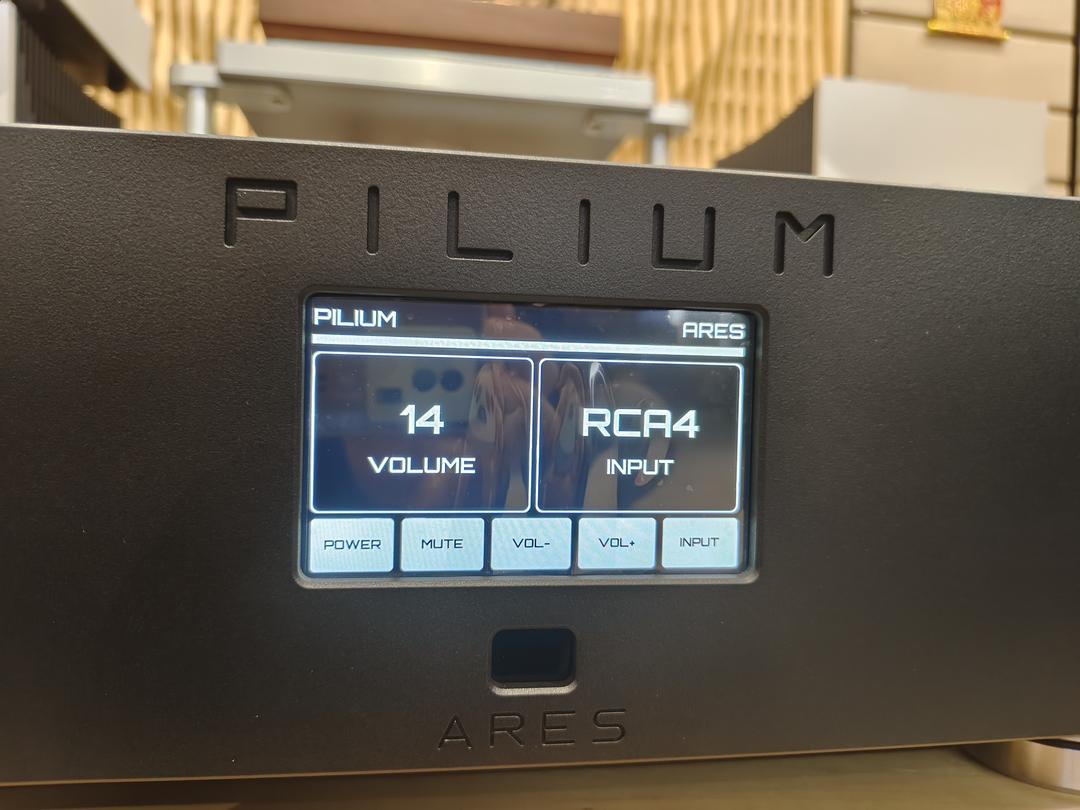 PILIUM
PILIUM ARES
14 RCA4
VOLUME INPUT
POWER MUTE VOL- VOL+ INPUT
ARES